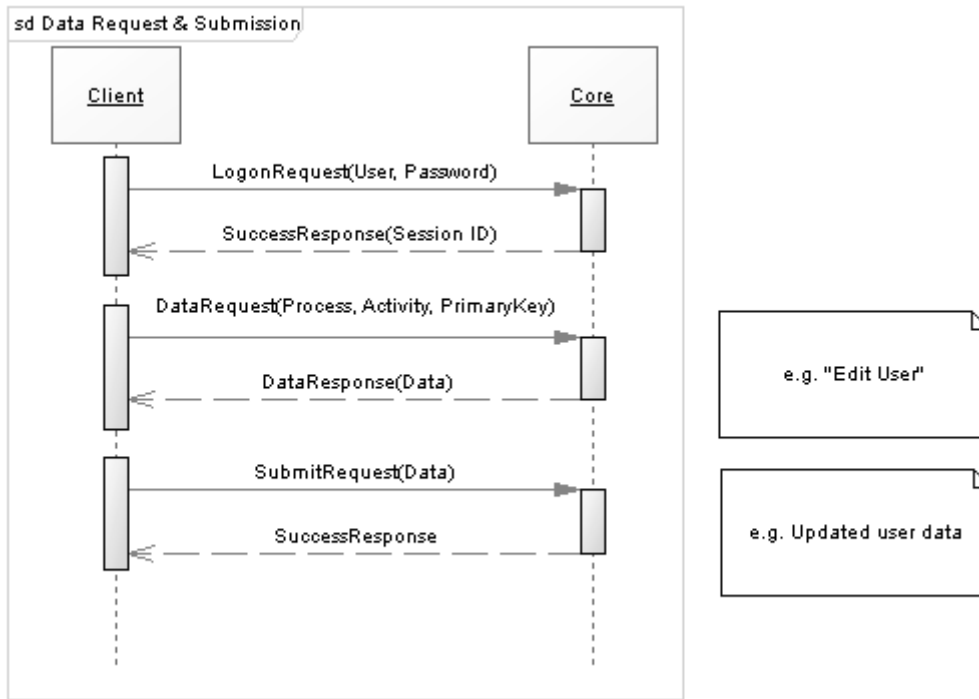 sd Data Request & Submission
Client
Core
LogonRequest(User, Password)
SuccessResponse(Session ID)
DataRequest(Process, Activity, PrimaryKey)
DataResponse(Data)
e.g. "Edit User"
SubmitRequest(Data)
SuccessResponse
e.g. Updated user data